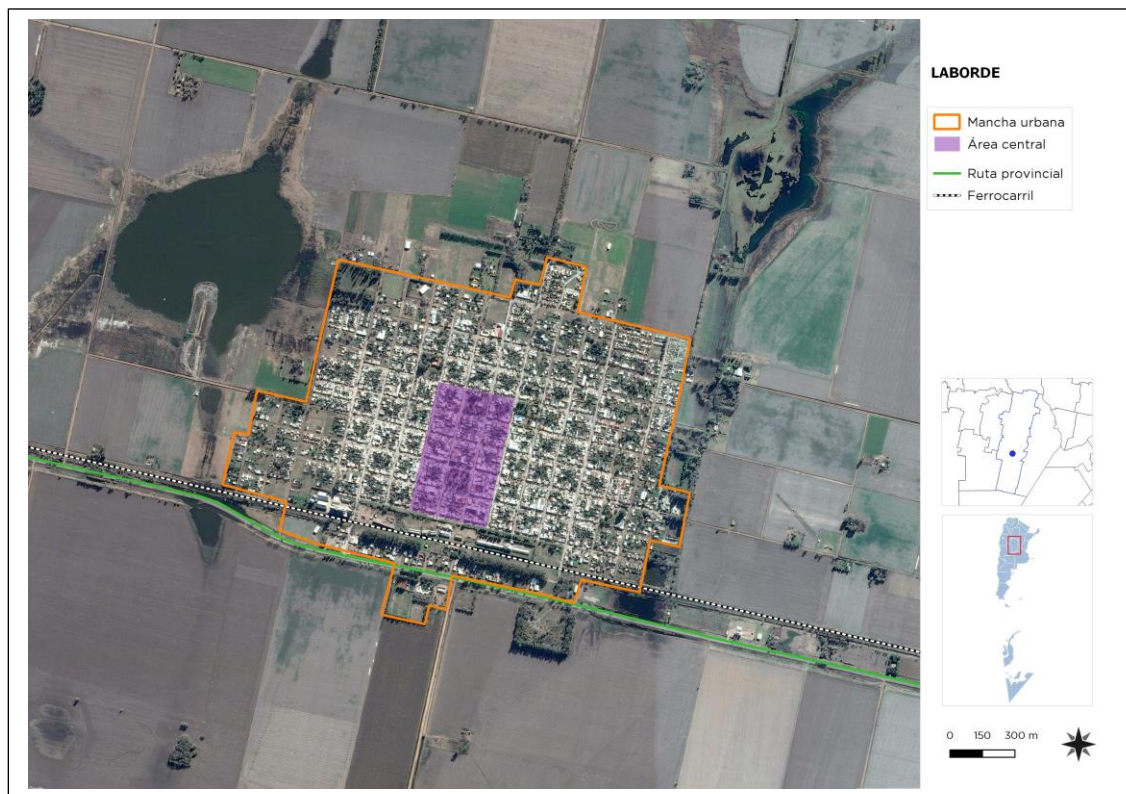 LABORDE
Mancha urbana
Área central
Ruta provincial
Ferrocarril
0 150 300 m